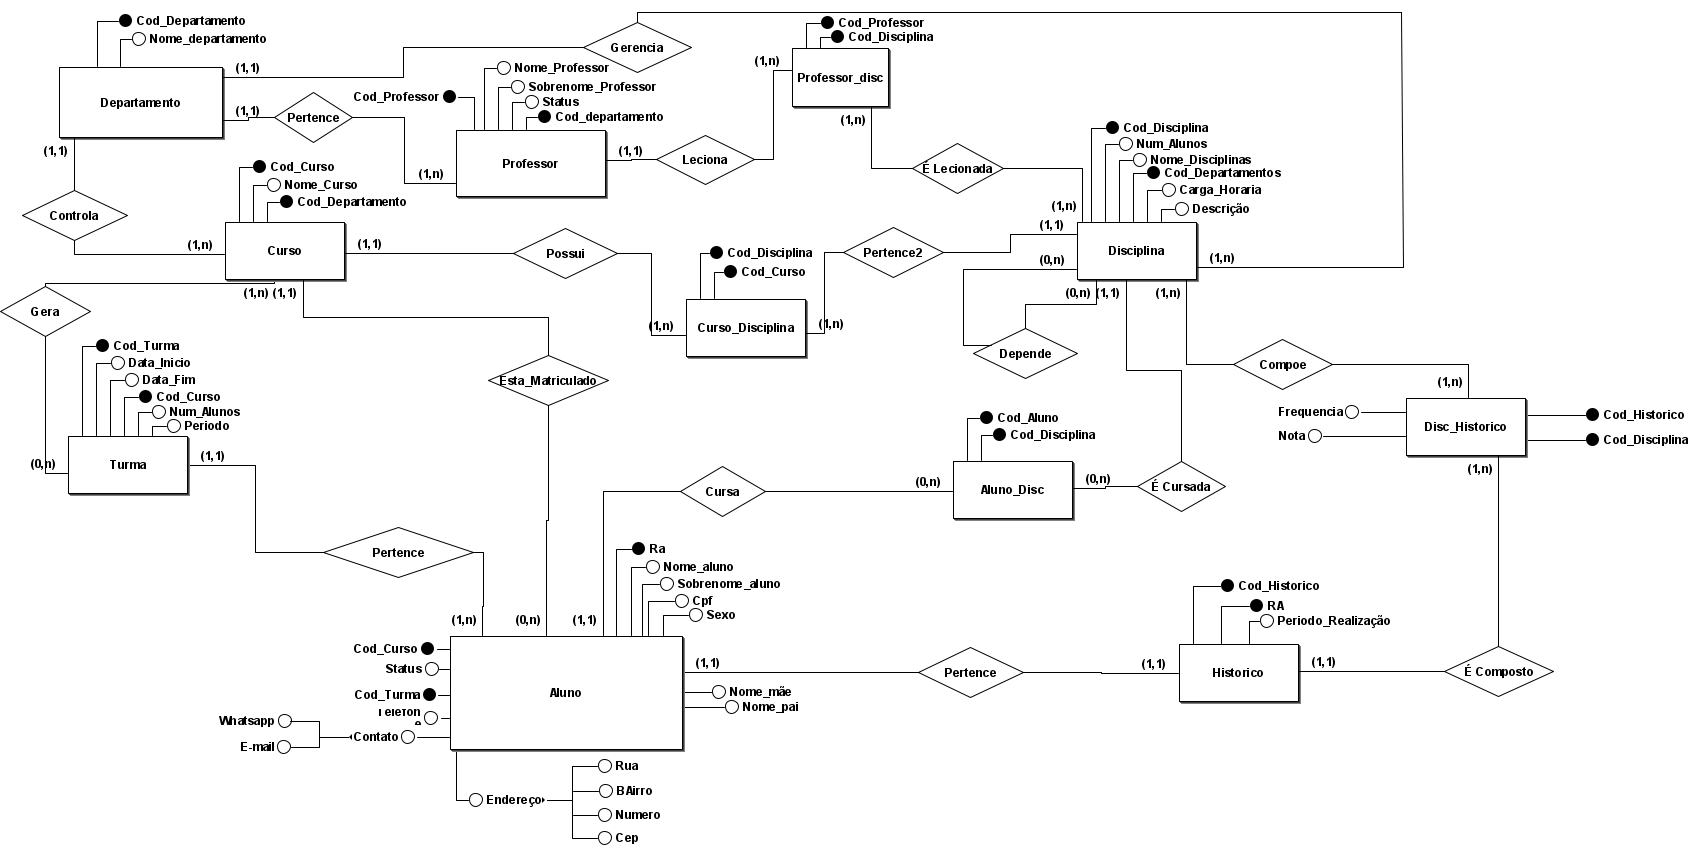 Cod_Departamento
Nome_departamento
Departamento
(1,1)
(1,1)
(1,1)
Gerencia
Pertence
Controla
Nome_Professor
Sobrenome_Professor
Cod_Professor
Status
Cod_departamento
Professor
(1,n)
(1,1)
Leciona
Cod_Professor
Cod_Disciplina
Professor_disc
(1,n)
(1,n)
É Lecionada
Cod_Disciplina
Num_Alunos
Nome_Disciplinas
Cod_Departamentos
Carga_Horaria
Descrição
Disciplina
(1,n)
(1,1)
(0,n)
(0,n)
(1,1)
(1,n)
(1,n)
Cod_Curso
Nome_Curso
Cod_Departamento
Curso
(1,n)
(1,1)
(1,n)
(1,1)
Possui
Cod_Disciplina
Cod_Curso
Curso_Disciplina
(1,n)
(1,n)
Pertence2
Depende
Compoe
Gera
Esta_Matriculado
Cod_Turma
Data_Inicio
Data_Fim
Cod_Curso
Num_Alunos
Periodo
Turma
(0,n)
(1,1)
Pertence
(1,n)
Frequencia
Nota
Disc_Historico
Cod_Historico
Cod_Disciplina
(1,n)
Cod_Aluno
Cod_Disciplina
Aluno_Disc
(0,n)
(0,n)
Cursa
É Cursada
Ra
Nome_aluno
Sobrenome_aluno
Cpf
Sexo
(1,n)
(0,n)
(1,1)
Cod_Curso
Status
Cod_Turma
Telefon
e
Contato
Whatsapp
E-mail
Aluno
(1,1)
Nome_mãe
Nome_pai
Endereço
Rua
BAirro
Numero
Cep
Pertence
Cod_Historico
RA
Periodo_Realização
Historico
(1,1)
(1,1)
É Composto